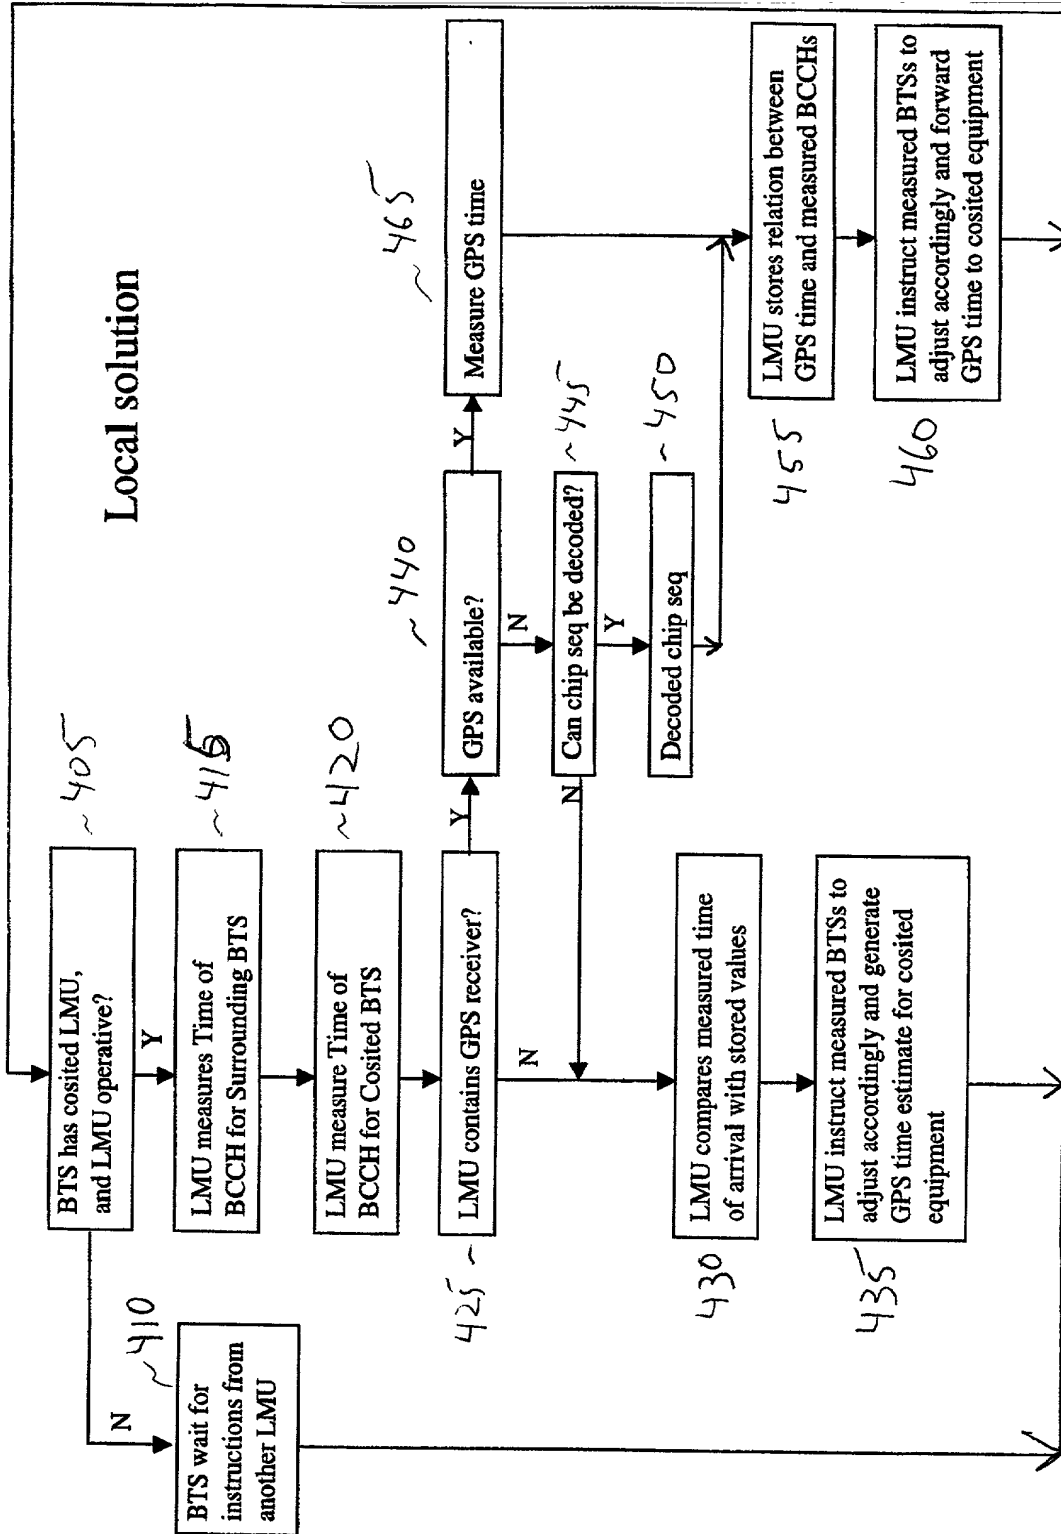 Local solution
BTS has cosited LMU,
and LMU operative?
~405
N
Y
~410
BTS wait for
instructions from
another LMU
LMU measures Time of
BCCH for Surrounding BTS
~415
LMU measure Time of
BCCH for Cosited BTS
~420
425~
LMU contains GPS receiver?
Y
GPS available?
~440
Y
Measure GPS time
~465
N
N
Can chip seq be decoded?
~445
N
Y
Decoded chip seq
~450
LMU compares measured time
of arrival with stored values
430
LMU stores relation between
GPS time and measured BCCHs
455
LMU instruct measured BTSs to
adjust accordingly and generate
GPS time estimate for cosited
equipment
435
LMU instruct measured BTSs to
adjust accordingly and forward
GPS time to cosited equipment
460